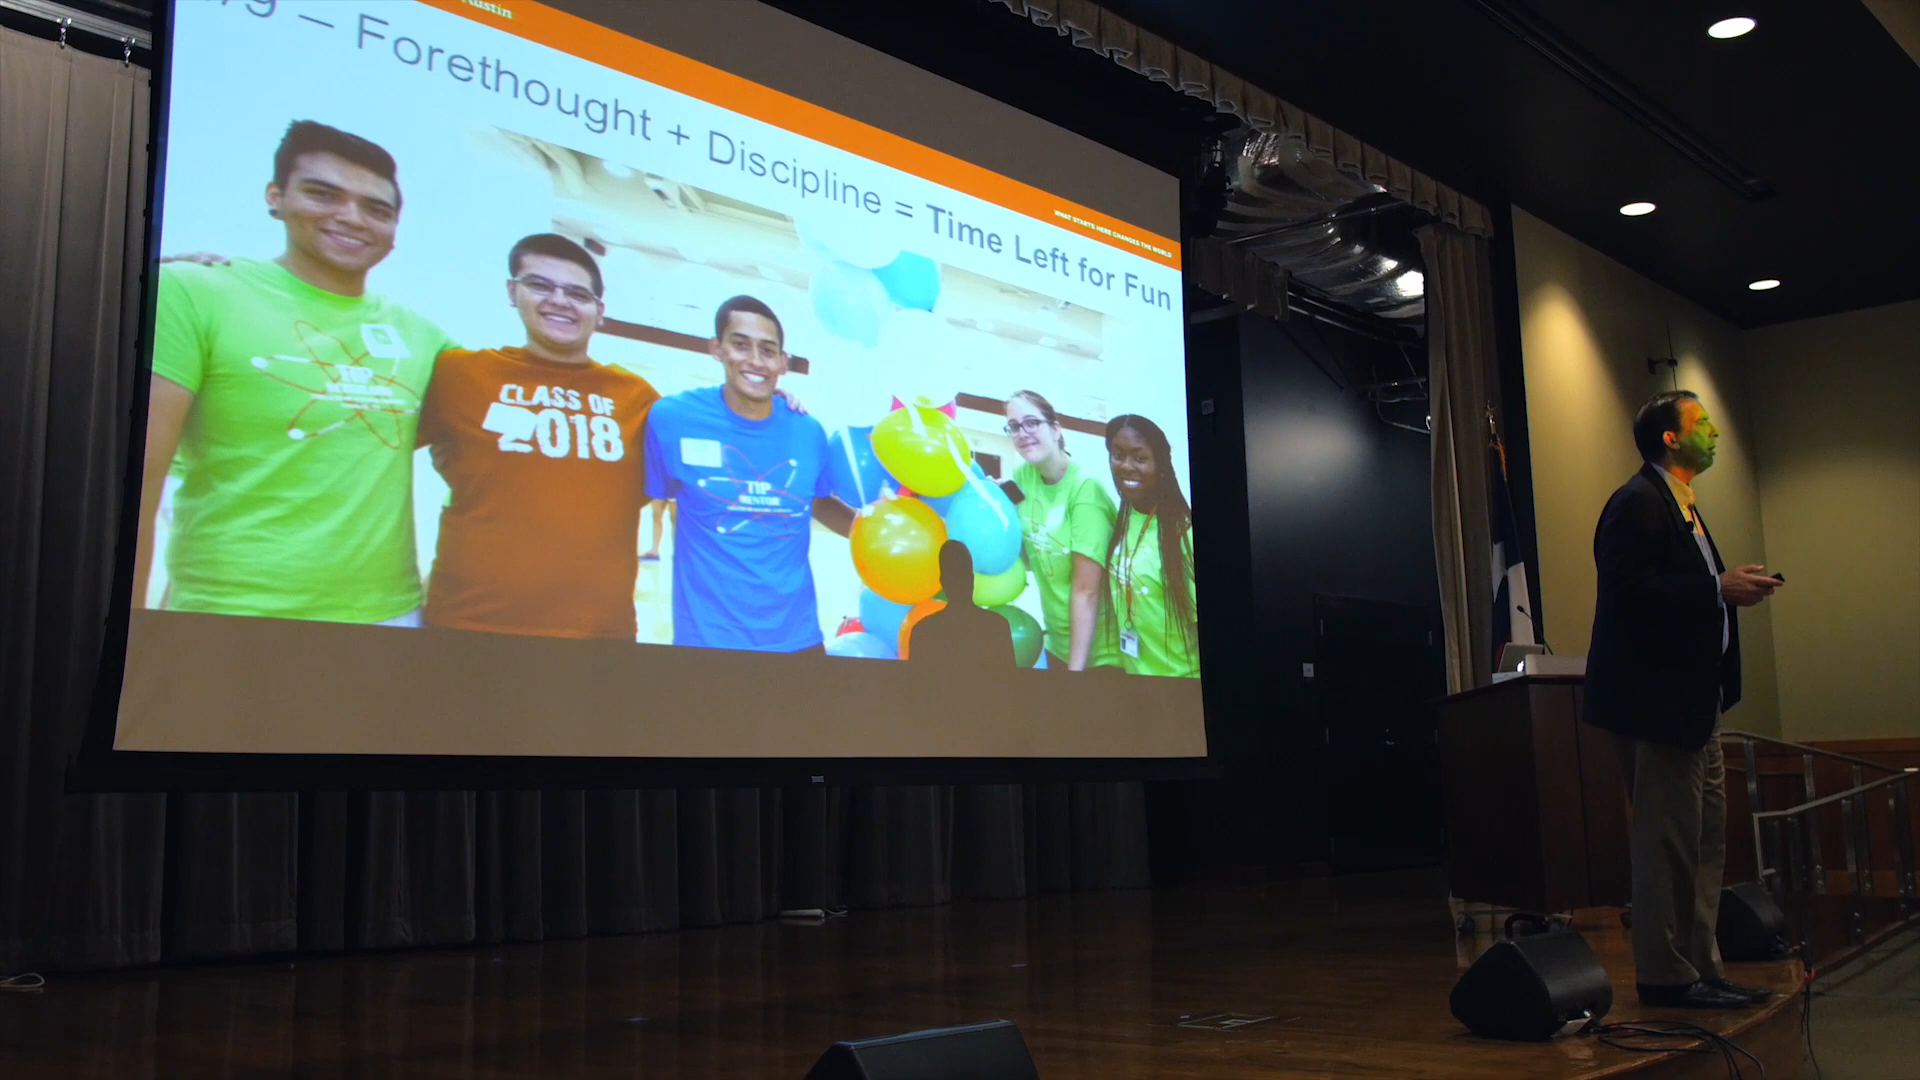 Austin
/9 – Forethought + Discipline = Time Left for Fun
WHAT STARTS HERE CHANGES THE WORLD
TIP
CLASS OF
2018
TIP
MENTOR